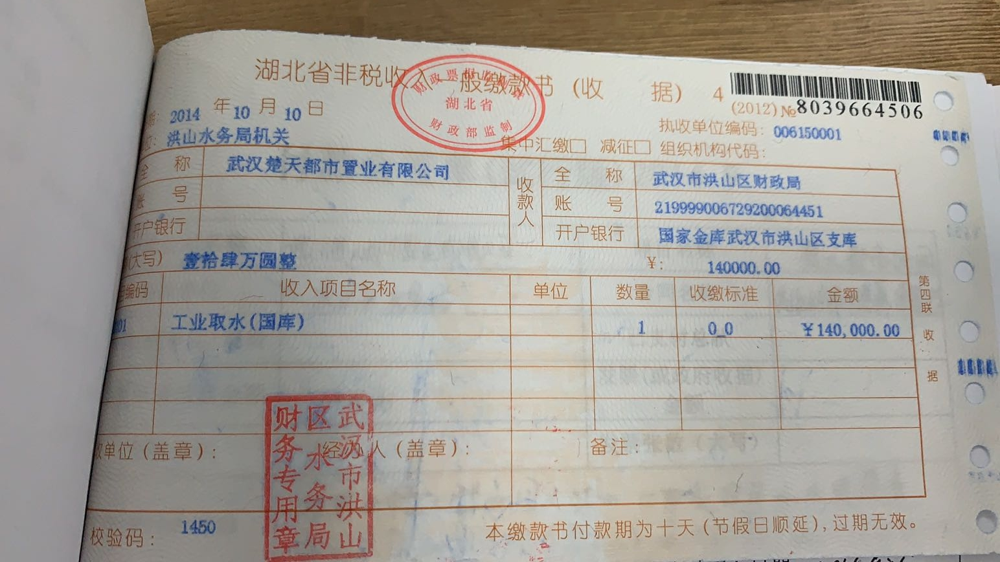 湖北省非税收入一般缴款书（收　据） 4
财政票据监制章
湖北省
财政部监制
(2012) №8039664506
期: 2014 年 10 月 10 日
执收单位编码: 006150001
位: 洪山水务局机关
集中汇缴□ 减征□ 组织机构代码:
全 称 武汉楚天都市置业有限公司
账 号
开户银行
收款人
全 称 武汉市洪山区财政局
账 号 219999006729200064451
开户银行 国家金库武汉市洪山区支库
(大写) 壹拾肆万圆整 ¥: 140000.00
编码 收入项目名称 单位 数量 收缴标准 金额
01 工业取水(国库) 1 0_0 ¥140,000.00
第四联 收 据
单位（盖章）: 经办人（盖章）: 备注:
武汉市洪山
区水务局
财务专用章
校验码: 1450
本缴款书付款期为十天(节假日顺延),过期无效。